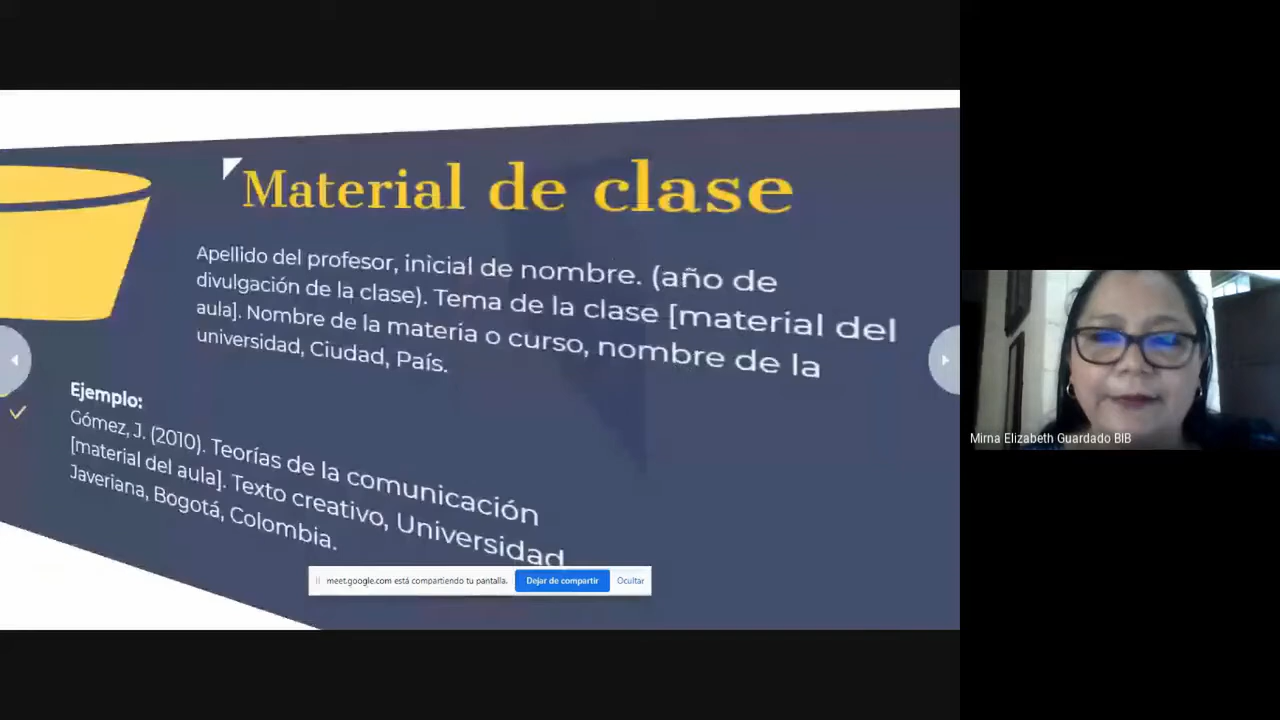 Material de clase
Apellido del profesor, inicial de nombre. (año de
divulgación de la clase). Tema de la clase [material del
aula]. Nombre de la materia o curso, nombre de la
universidad, Ciudad, País.
Ejemplo:
Gómez, J. (2010). Teorías de la comunicación
[material del aula]. Texto creativo, Universidad
Javeriana, Bogotá, Colombia.
meet.google.com está compartiendo tu pantalla.
Dejar de compartir
Ocultar
Mirna Elizabeth Guardado BIB